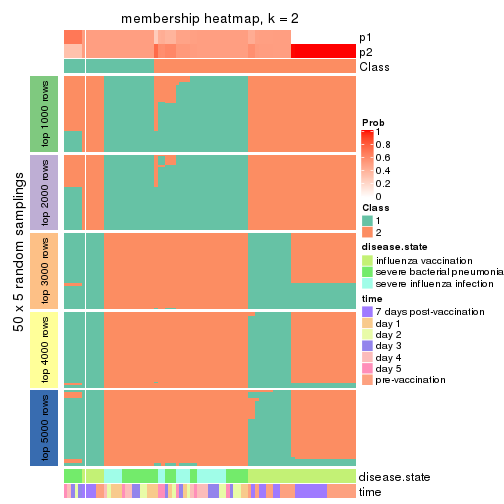 membership heatmap, k = 2
p1
p2
Class
50 x 5 random samplings
top 1000 rows
top 2000 rows
top 3000 rows
top 4000 rows
top 5000 rows
Prob
1
0.8
0.6
0.4
0.2
0
Class
1
2
disease.state
influenza vaccination
severe bacterial pneumonia
severe influenza infection
time
7 days post-vaccination
day 1
day 2
day 3
day 4
day 5
pre-vaccination
disease.state
time